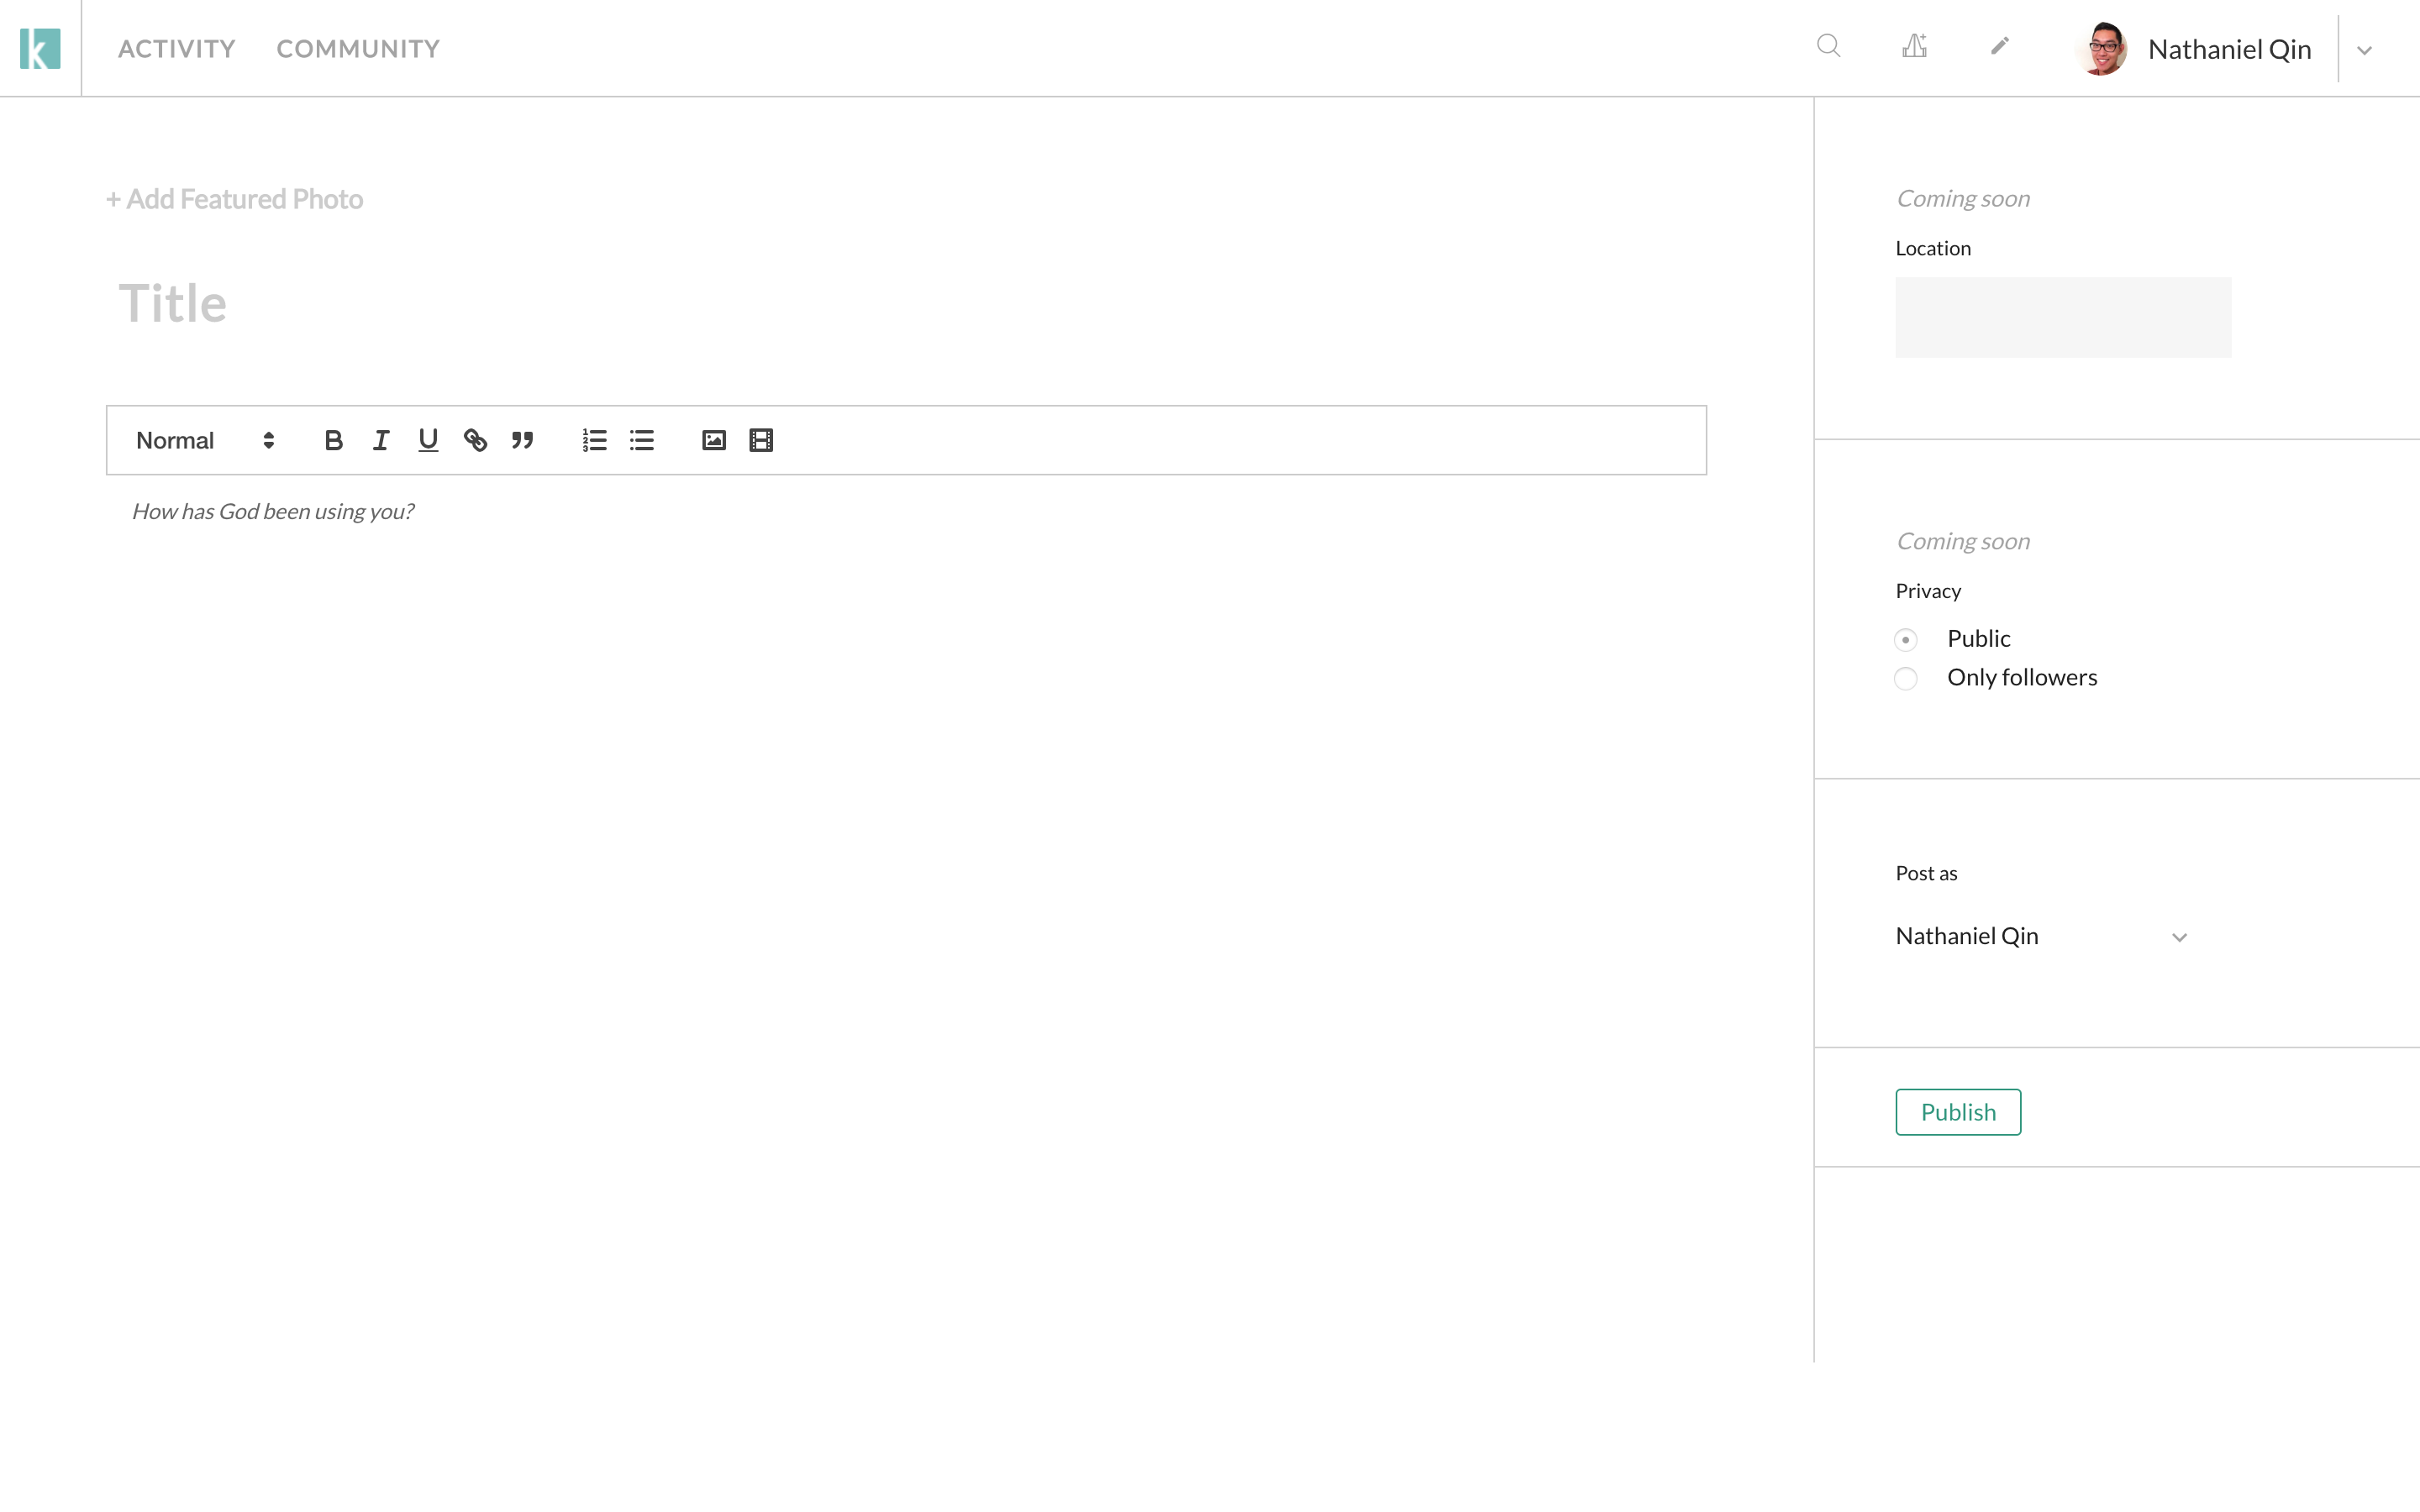 k
ACTIVITY COMMUNITY
Nathaniel Qin
+ Add Featured Photo
Title
Normal
How has God been using you?
Coming soon
Location
Coming soon
Privacy
Public
Only followers
Post as
Nathaniel Qin
Publish